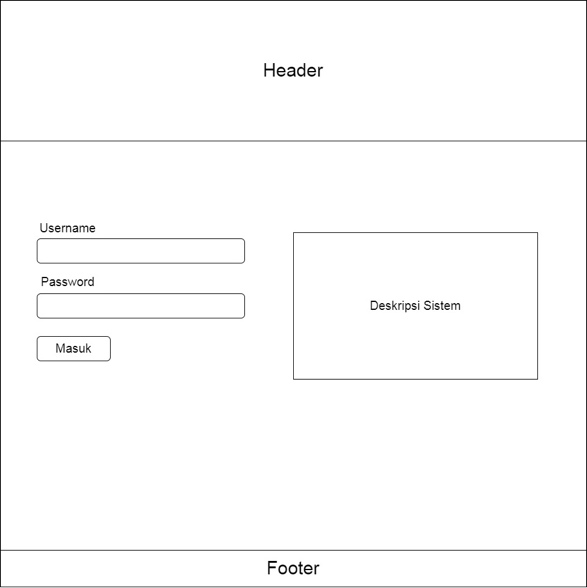 Header
Username
Password
Masuk
Deskripsi Sistem
Footer